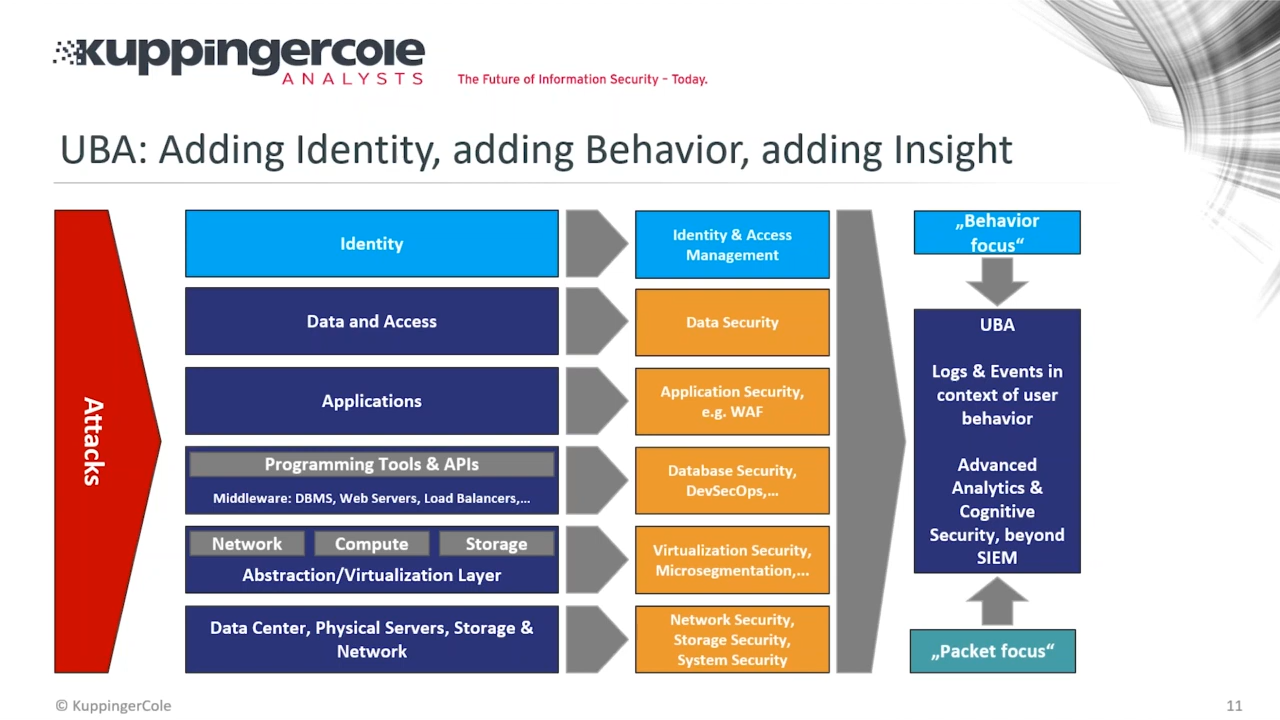 kuppingercole
ANALYSTS
The Future of Information Security – Today.
UBA: Adding Identity, adding Behavior, adding Insight
Attacks
Identity
Identity & Access
Management
Data and Access
Data Security
Applications
Application Security,
e.g. WAF
Programming Tools & APIs
Middleware: DBMS, Web Servers, Load Balancers,...
Database Security,
DevSecOps,...
Network
Compute
Storage
Abstraction/Virtualization Layer
Virtualization Security,
Microsegmentation,...
Data Center, Physical Servers, Storage &
Network
Network Security,
Storage Security,
System Security
„Behavior
focus“
UBA
Logs & Events in
context of user
behavior
Advanced
Analytics &
Cognitive
Security, beyond
SIEM
„Packet focus“
© KuppingerCole
11